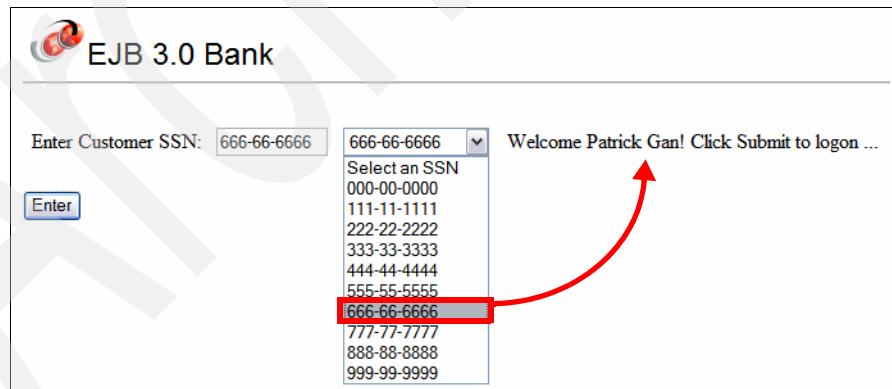 EJB 3.0 Bank
Enter Customer SSN: 666-66-6666 666-66-6666 Welcome Patrick Gan! Click Submit to logon ...
Select an SSN
000-00-0000
Enter
111-11-1111
222-22-2222
333-33-3333
444-44-4444
555-55-5555
666-66-6666
777-77-7777
888-88-8888
999-99-9999